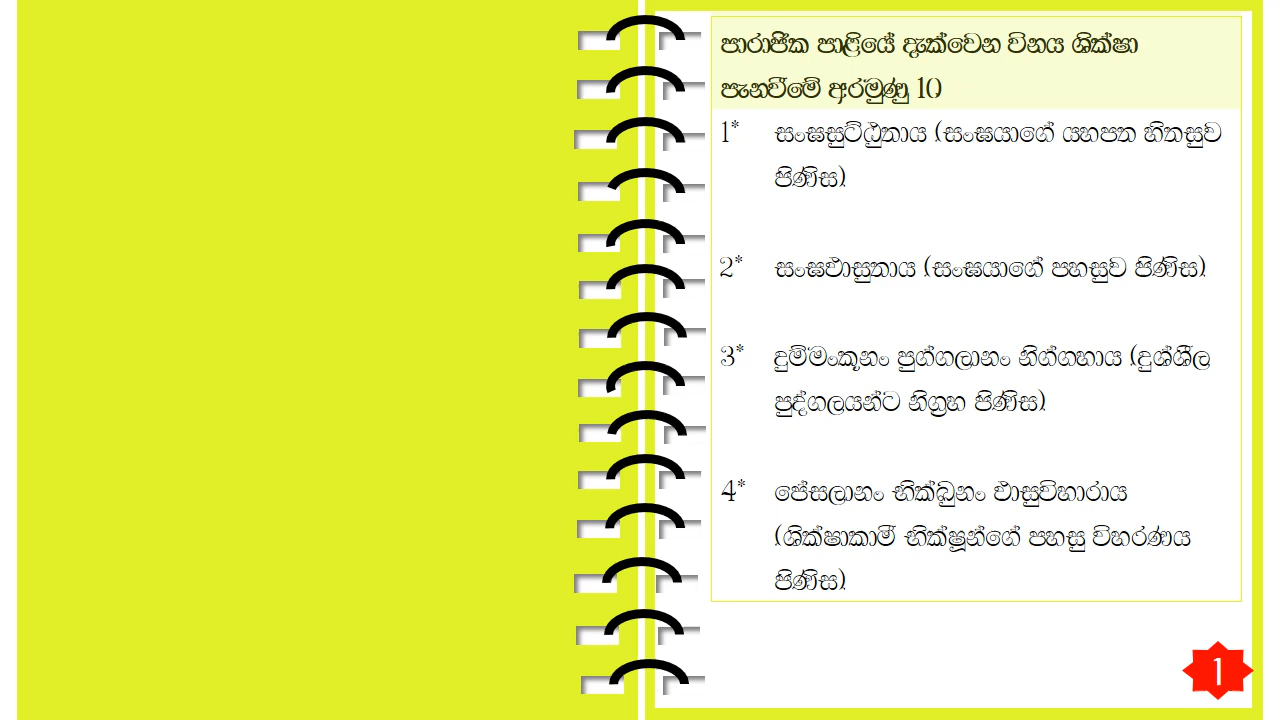 පාරාජික පාළියේ දැක්වෙන විනය ශික්ෂා
පැනවීමේ අරමුණු 10
1* සංඝසුට්ඨුතාය (සංඝයාගේ යහපත හිතසුව
පිණිස)
2* සංඝඵාසුතාය (සංඝයාගේ පහසුව පිණිස)
3* දුම්මංකූනං පුග්ගලානං නිග්ගහාය (දුශ්ශීල
පුද්ගලයන්ට නිග්‍රහ පිණිස)
4* පේසලානං භික්ඛුනං ඵාසුවිහාරාය
(ශික්ෂාකාමී භික්ෂූන්ගේ පහසු විහරණය
පිණිස)
1